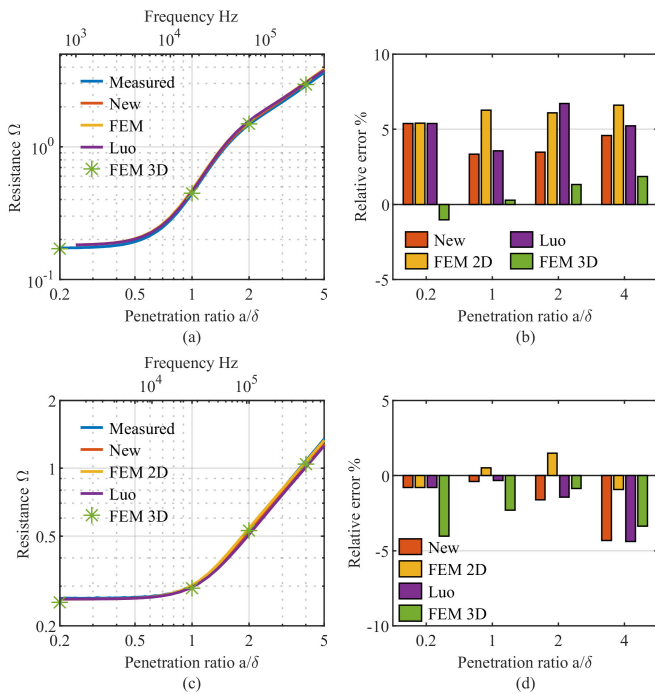 Frequency Hz
10³ 10⁴ 10⁵
Resistance Ω
10⁰
10⁻¹
Measured
New
FEM
Luo
FEM 3D
0.2 0.5 1 2 5
Penetration ratio a/δ
(a)
Relative error %
10
5
0
-5
New
FEM 2D
Luo
FEM 3D
0.2 1 2 4
Penetration ratio a/δ
(b)
Frequency Hz
10⁴ 10⁵
Resistance Ω
2
1
0.5
0.2
Measured
New
FEM 2D
Luo
FEM 3D
0.2 0.5 1 2 5
Penetration ratio a/δ
(c)
Relative error %
5
0
-5
-10
New
FEM 2D
Luo
FEM 3D
0.2 1 2 4
Penetration ratio a/δ
(d)